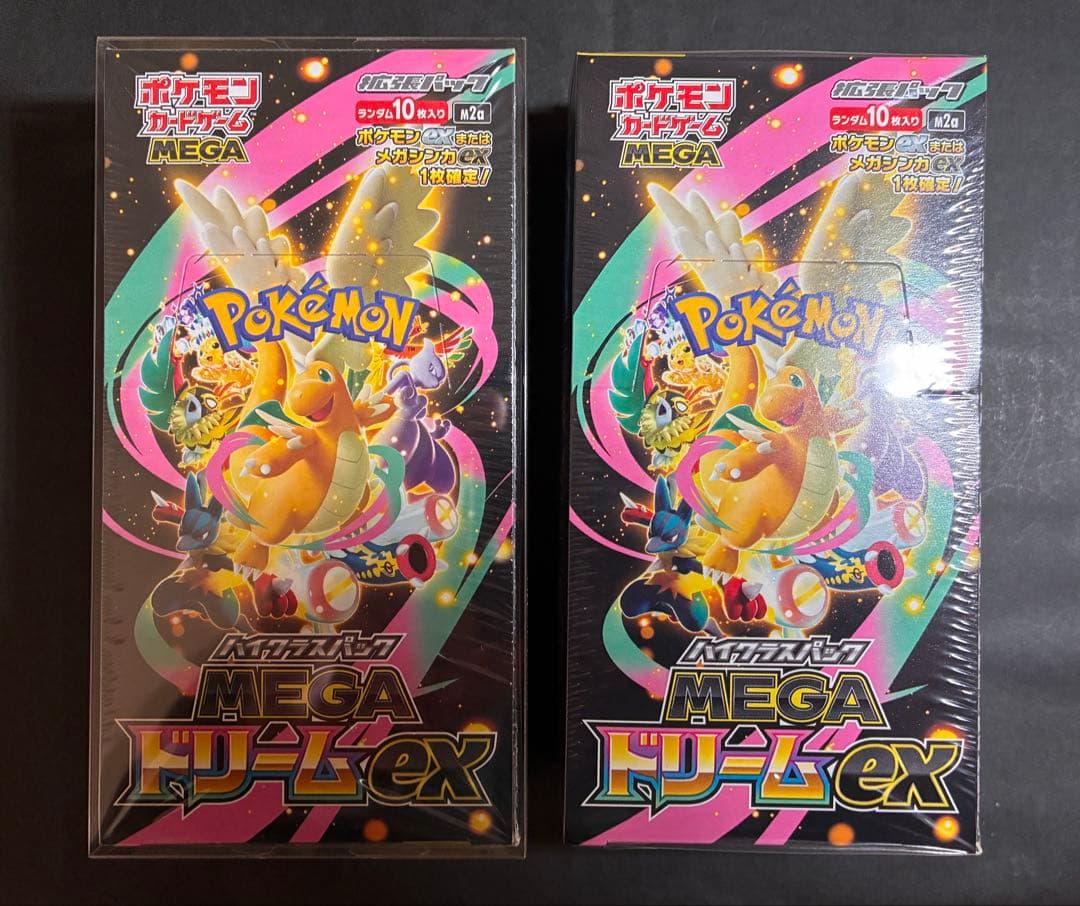 ポケモン
カードゲーム
MEGA
拡張パック
ランダム10枚入り
M2a
ポケモンexまたは
メガシンカex
1枚確定!
POKÉMON
TM
ハイクラスパック
MEGA
ドリームex
ポケモン
カードゲーム
MEGA
拡張パック
ランダム10枚入り
M2a
ポケモンexまたは
メガシンカex
1枚確定!
POKÉMON
ハイクラスパック
MEGA
ドリームex